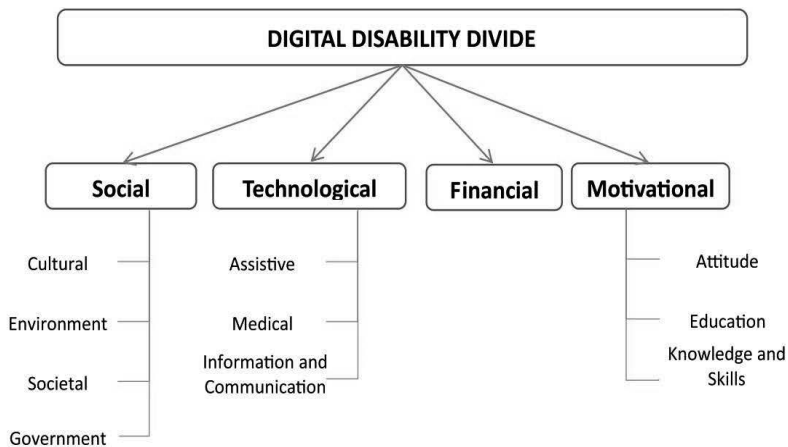 DIGITAL DISABILITY DIVIDE
Social
Technological
Financial
Motivational
Cultural
Environment
Societal
Government
Assistive
Medical
Information and
Communication
Attitude
Education
Knowledge and
Skills